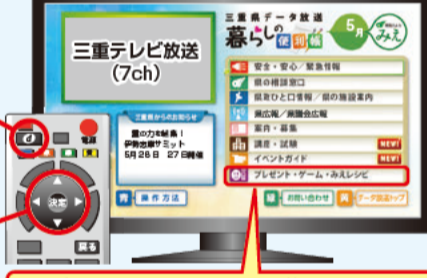 三重テレビ放送
(7ch)
三重県データ放送
暮らしの便利帳
5月
みえ
安全・安心／緊急情報
県の相談窓口
県政ひと口情報／県の施設案内
県広報／県議会広報
案内・募集
講座・試験
NEW!
イベントガイド
NEW!
プレゼント・ゲーム・みえレシピ
三重県からのお知らせ
重の力を結集!
伊勢志摩サミット
5月26日 27日開催
青
操作方法
緑
お問い合わせ
黄
データ放送トップ
d
電源
決定
戻る